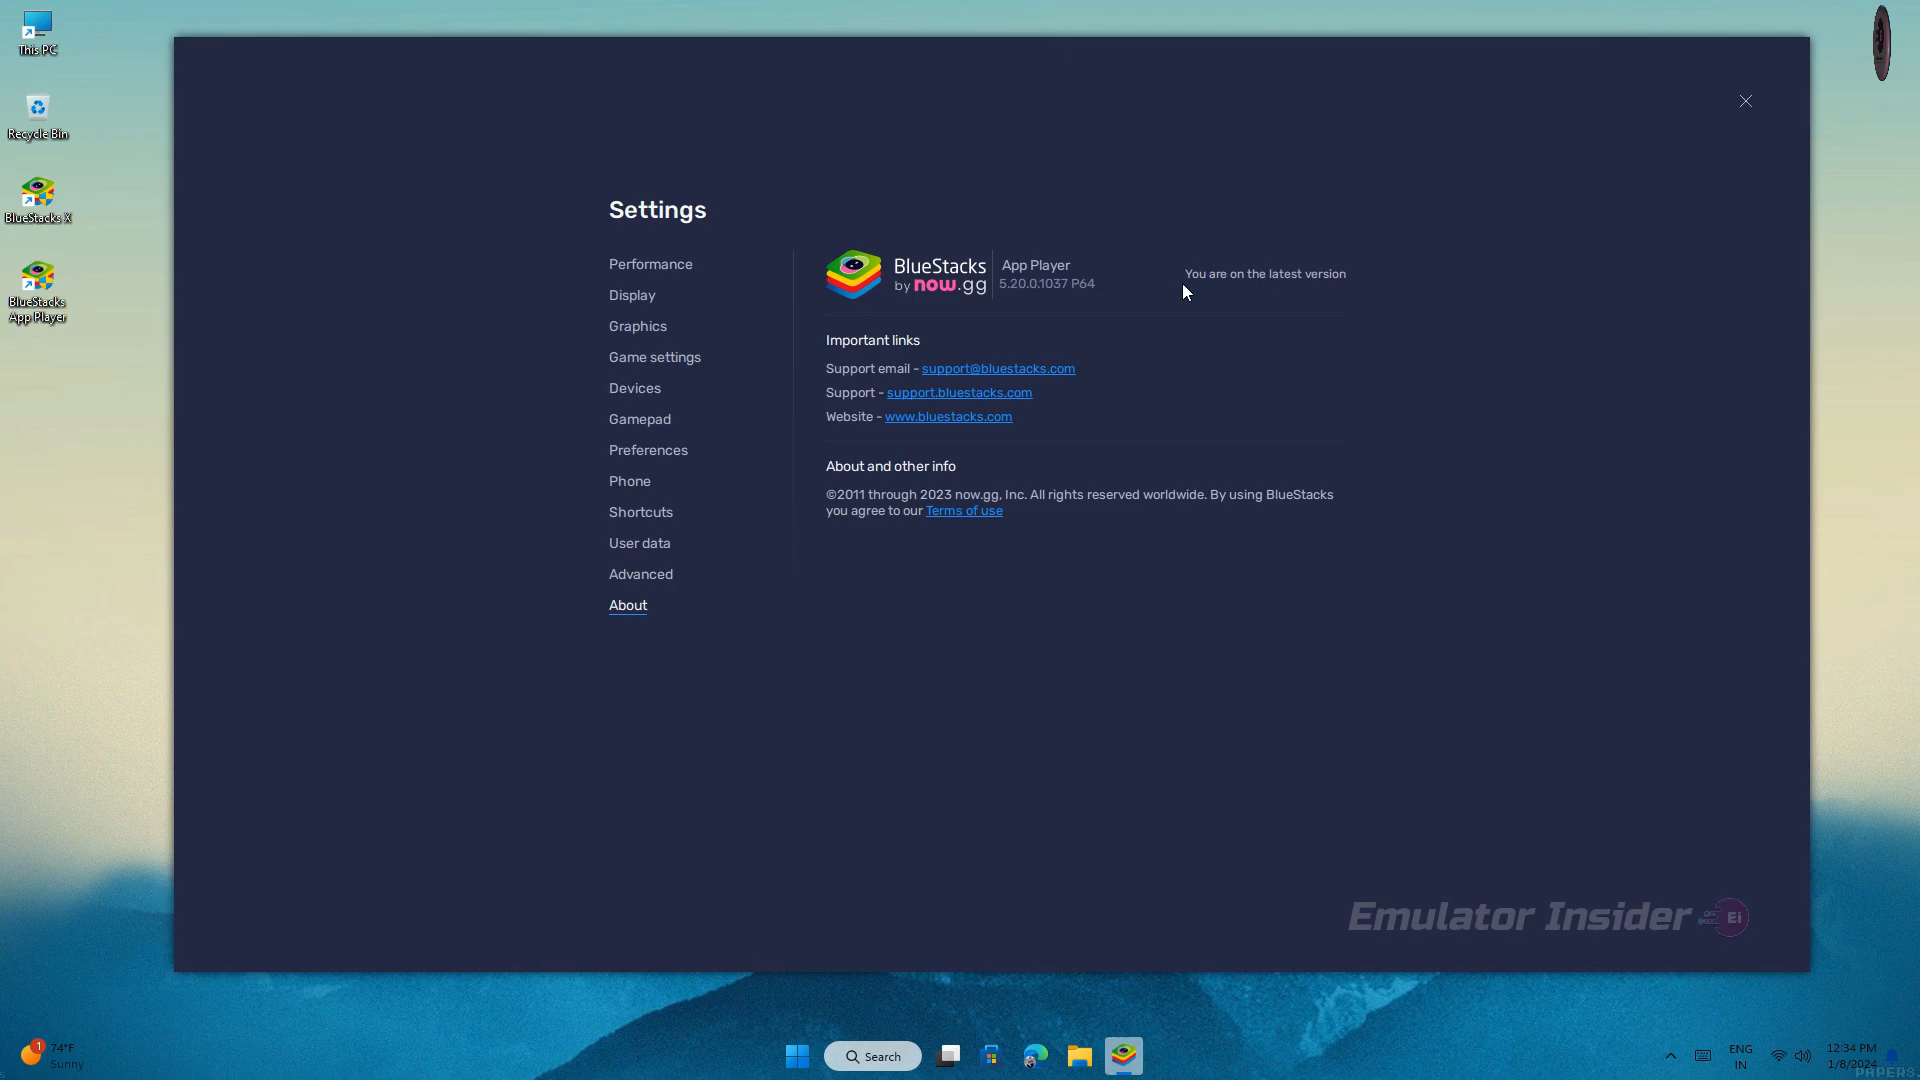 This PC
Recycle Bin
BlueStacks X
BlueStacks
App Player
Settings
Performance
Display
Graphics
Game settings
Devices
Gamepad
Preferences
Phone
Shortcuts
User data
Advanced
About
BlueStacks
by now.gg
App Player
5.20.0.1037 P64
You are on the latest version
Important links
Support email - support@bluestacks.com
Support - support.bluestacks.com
Website - www.bluestacks.com
About and other info
©2011 through 2023 now.gg, Inc. All rights reserved worldwide. By using BlueStacks
you agree to our Terms of use
Emulator Insider Ei
1
74°F
Sunny
Search
ENG
IN
12:34 PM
1/8/2024
PAPERS.